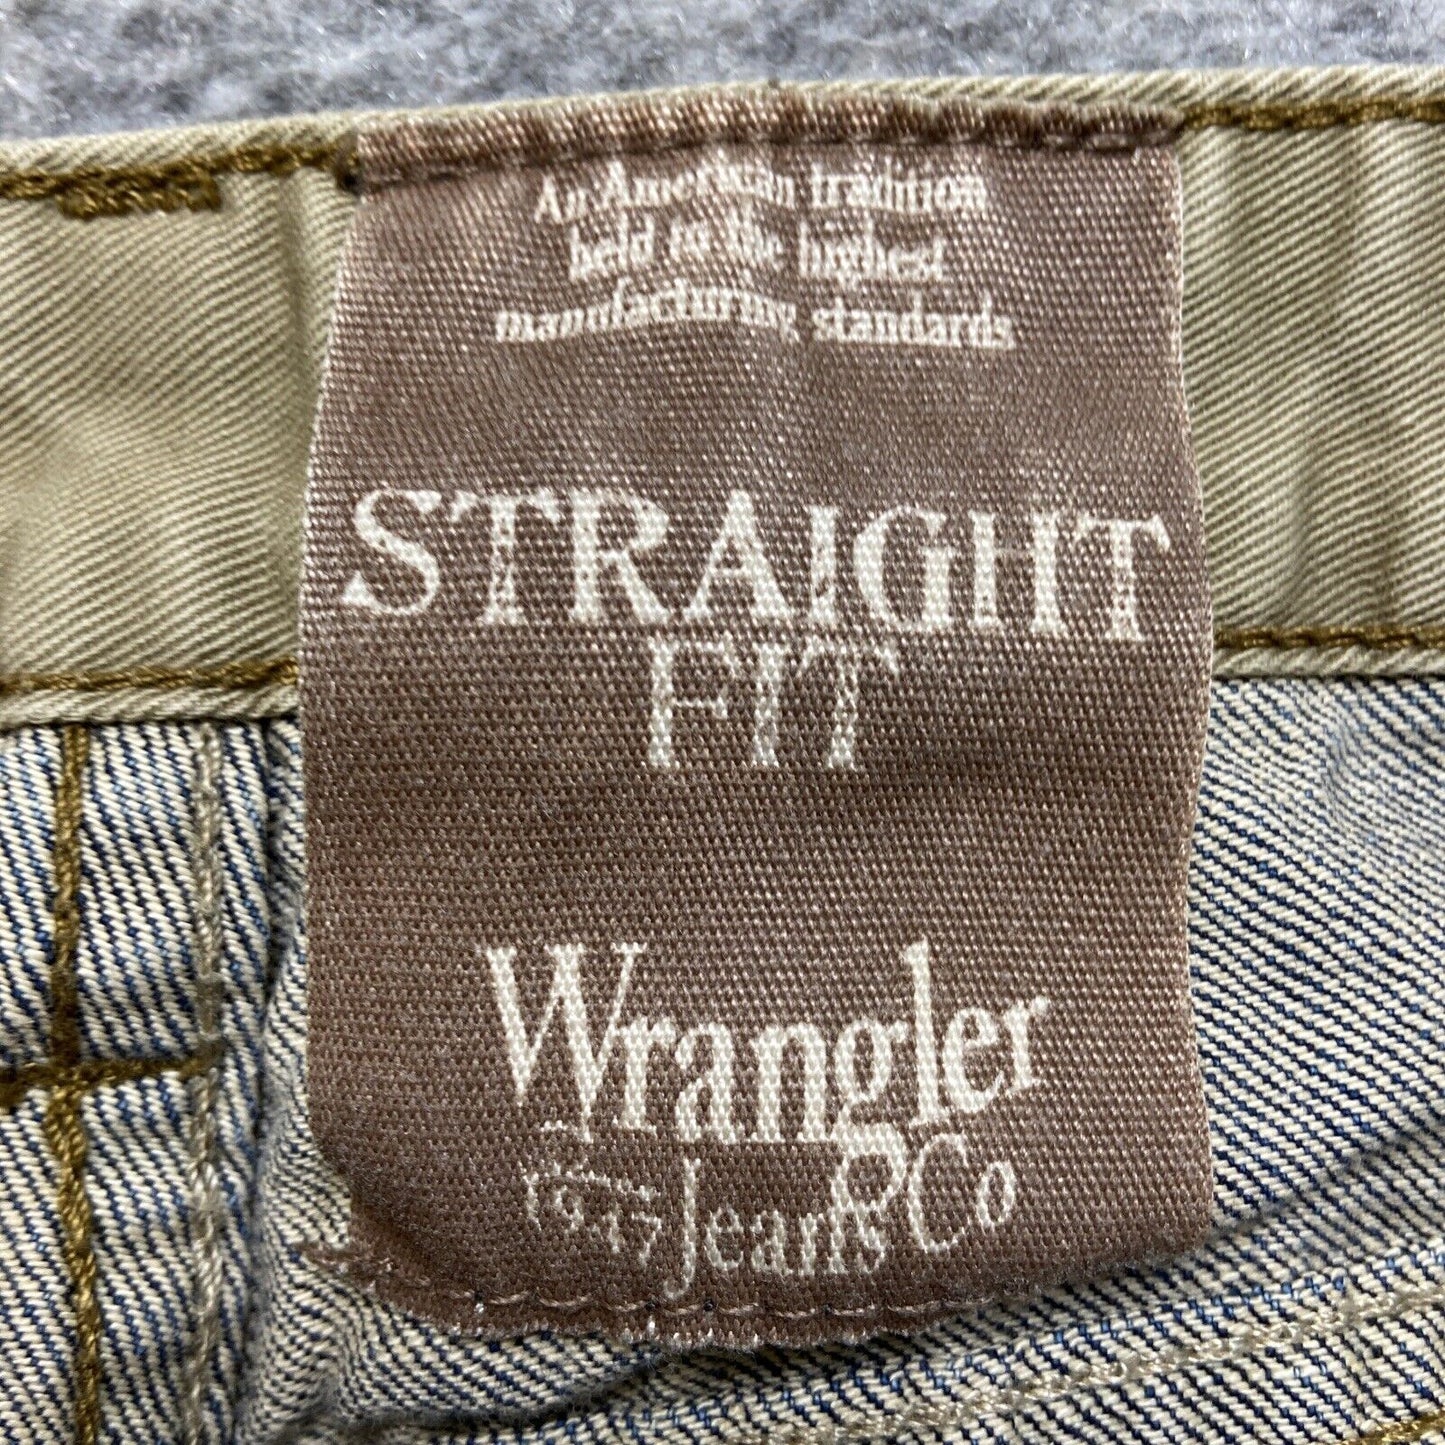 An American tradition
held to the highest
manufacturing standards
STRAIGHT
FIT
Wrangler
1947 Jeans Co